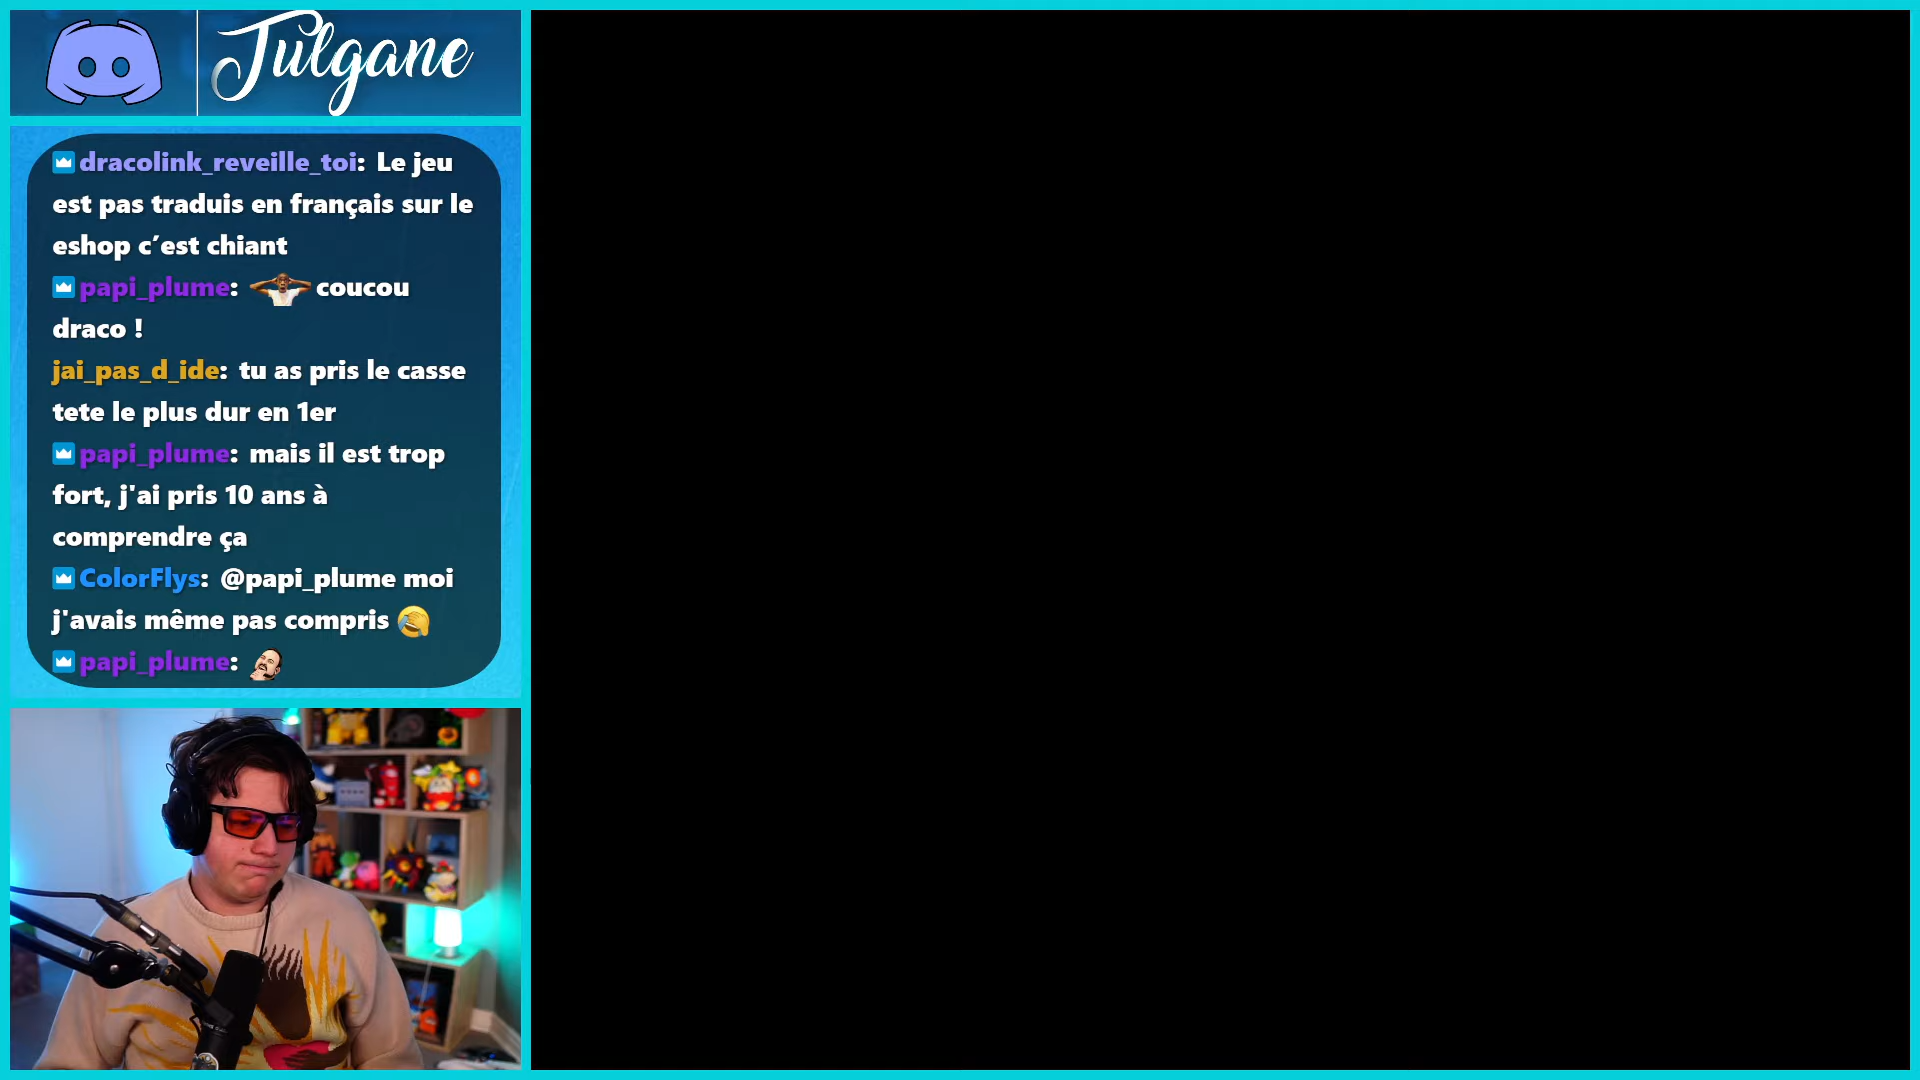 Julgane
dracolink_reveille_toi: Le jeu
est pas traduis en français sur le
eshop c´est chiant
papi_plume: coucou
draco !
jai_pas_d_ide: tu as pris le casse
tete le plus dur en 1er
papi_plume: mais il est trop
fort, j'ai pris 10 ans à
comprendre ça
ColorFlys: @papi_plume moi
j'avais même pas compris 😂
papi_plume: